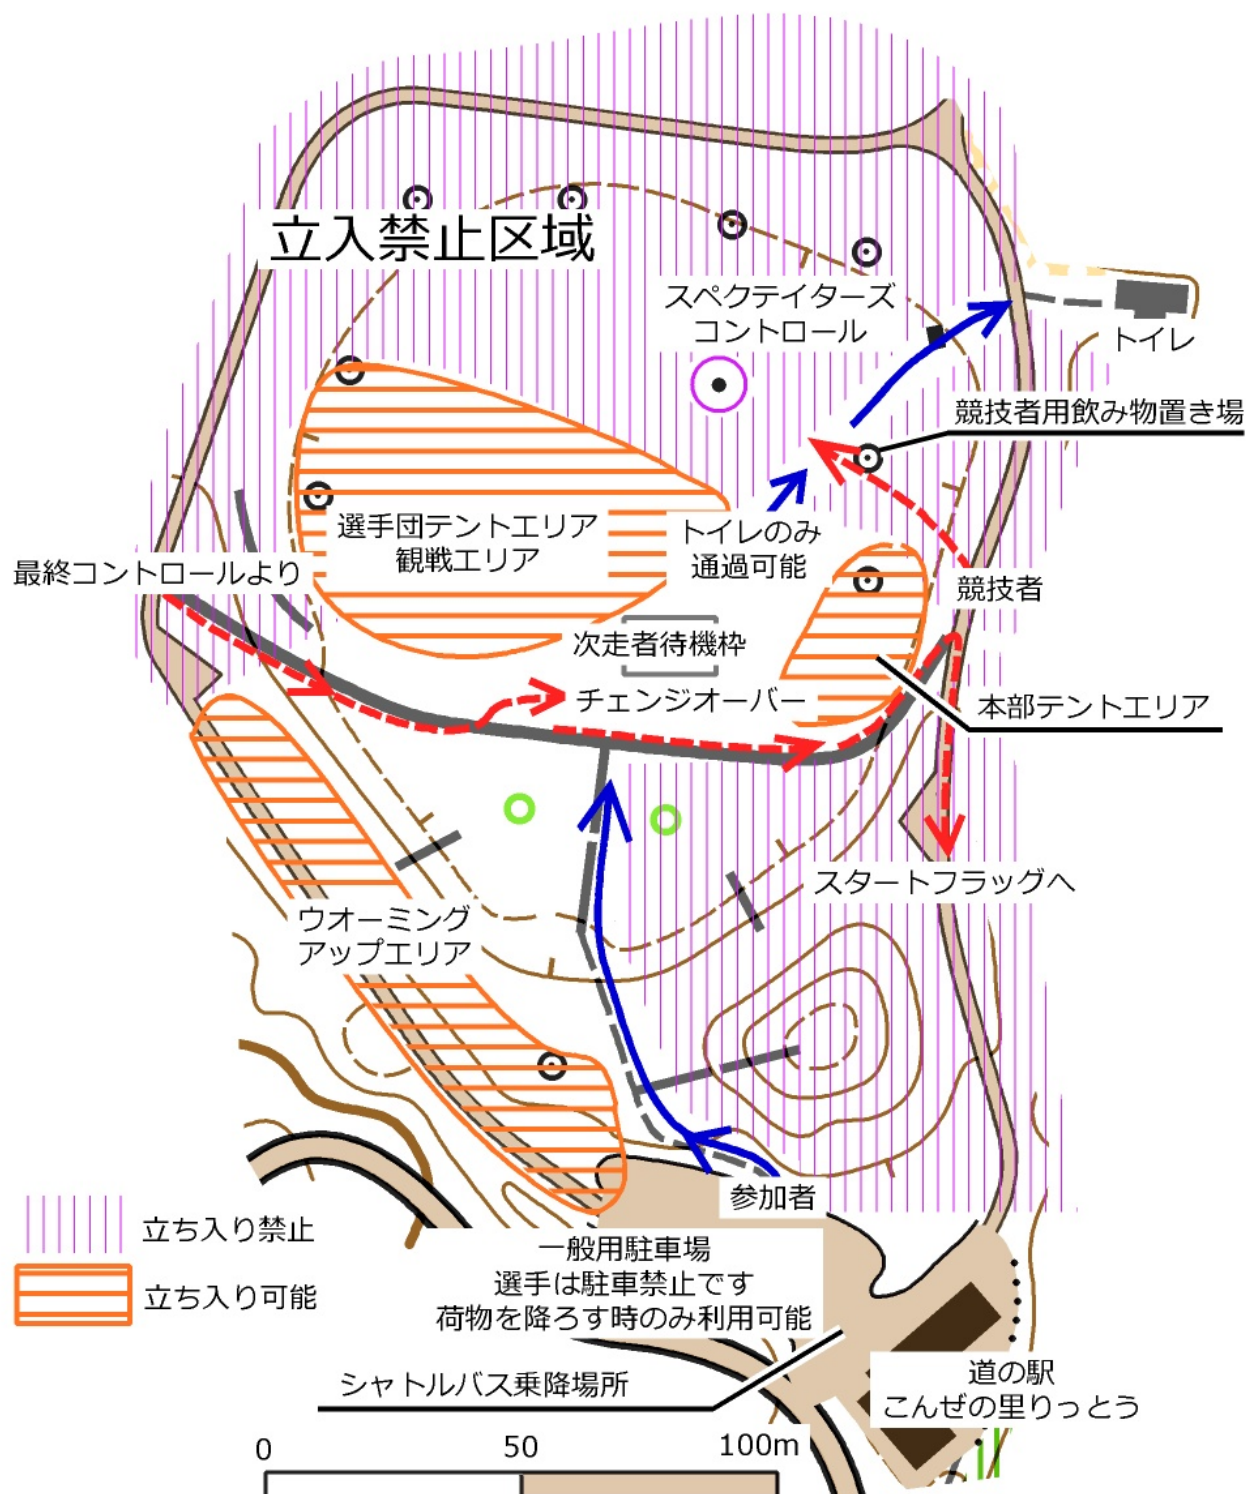 立入禁止区域
スペクテイターズ
コントロール
トイレ
競技者用飲み物置き場
選手団テントエリア
観戦エリア
トイレのみ
通過可能
最終コントロールより
競技者
次走者待機枠
チェンジオーバー
本部テントエリア
スタートフラッグへ
ウオーミング
アップエリア
参加者
立ち入り禁止
立ち入り可能
一般用駐車場
選手は駐車禁止です
荷物を降ろす時のみ利用可能
シャトルバス乗降場所
道の駅
こんぜの里りっとう
0 50 100m